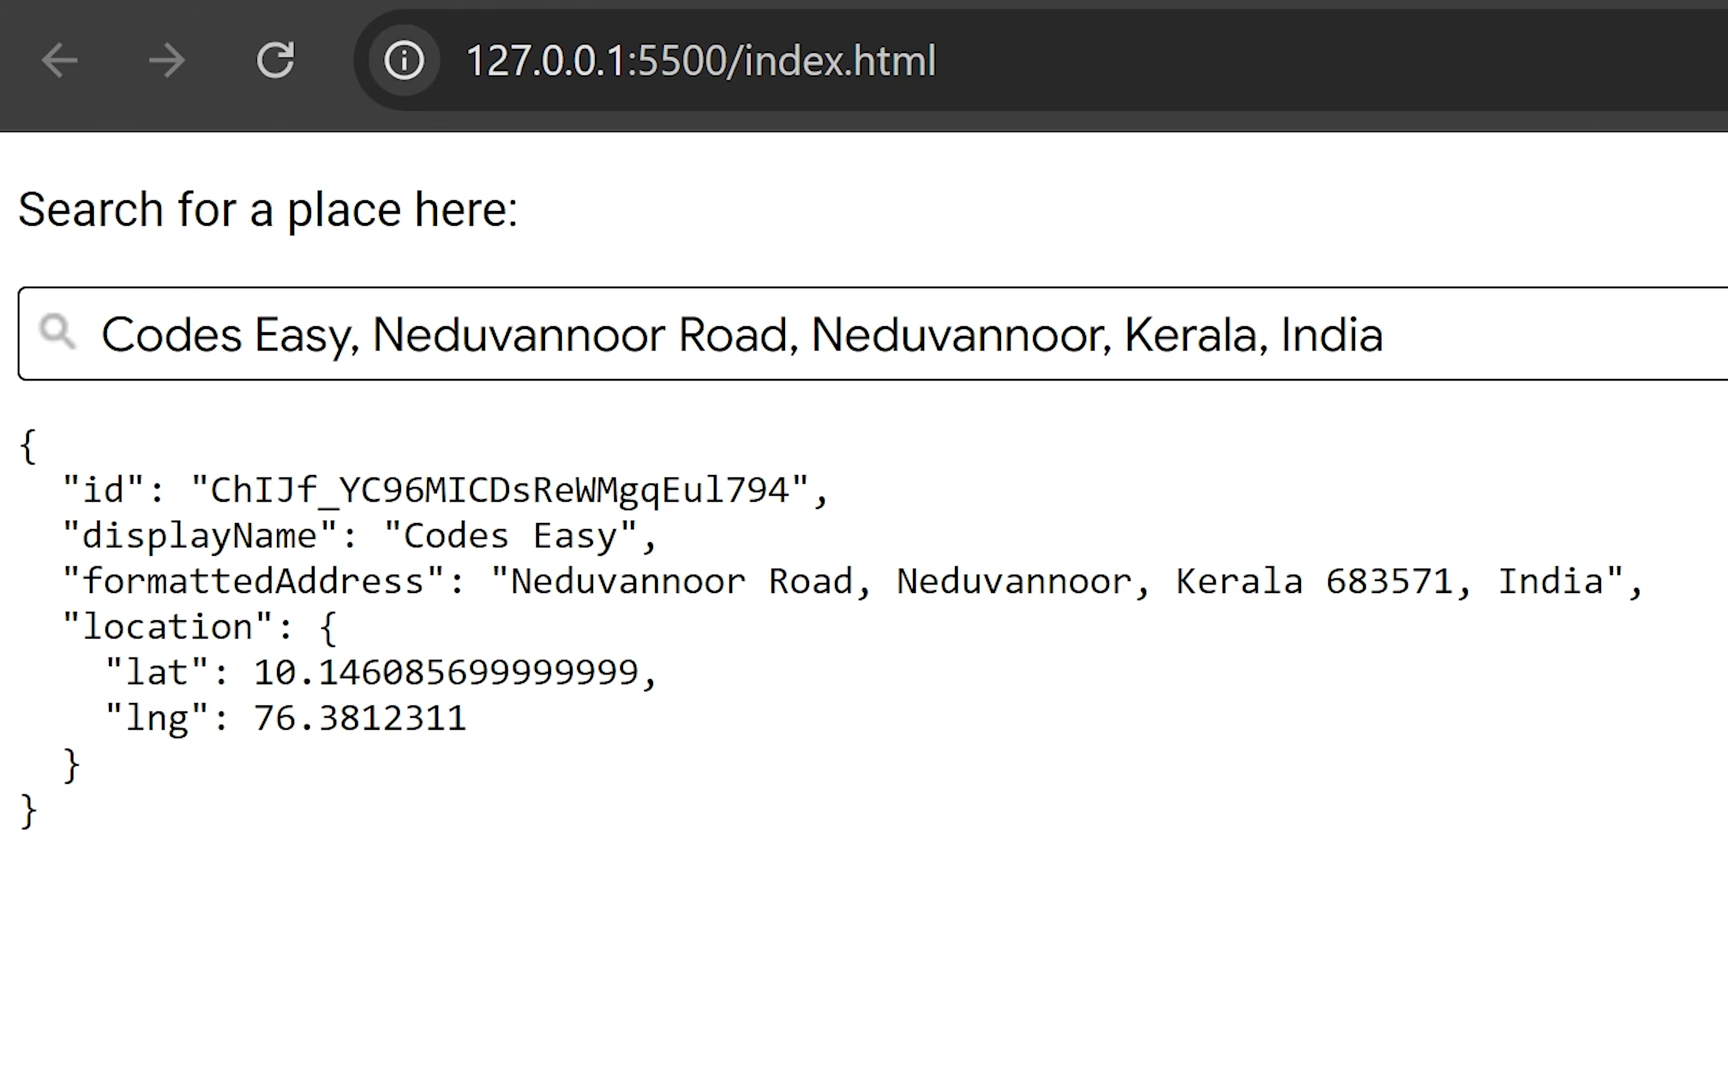 127.0.0.1:5500/index.html
Search for a place here:
Codes Easy, Neduvannoor Road, Neduvannoor, Kerala, India
{
  "id": "ChIJf_YC96MICDsReWMgqEul794",
  "displayName": "Codes Easy",
  "formattedAddress": "Neduvannoor Road, Neduvannoor, Kerala 683571, India",
  "location": {
    "lat": 10.146085699999999,
    "lng": 76.3812311
  }
}